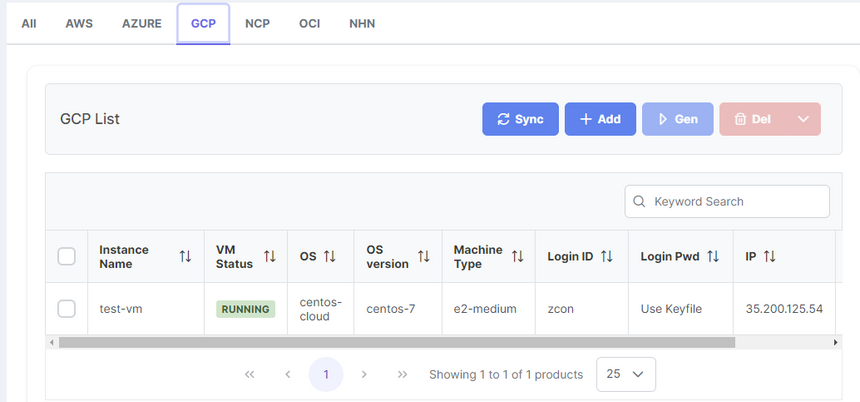 All AWS AZURE GCP NCP OCI NHN
GCP List Sync Add Gen Del
Keyword Search
Instance Name VM Status OS OS version Machine Type Login ID Login Pwd IP
test-vm RUNNING centos-cloud centos-7 e2-medium zcon Use Keyfile 35.200.125.54
1 Showing 1 to 1 of 1 products 25